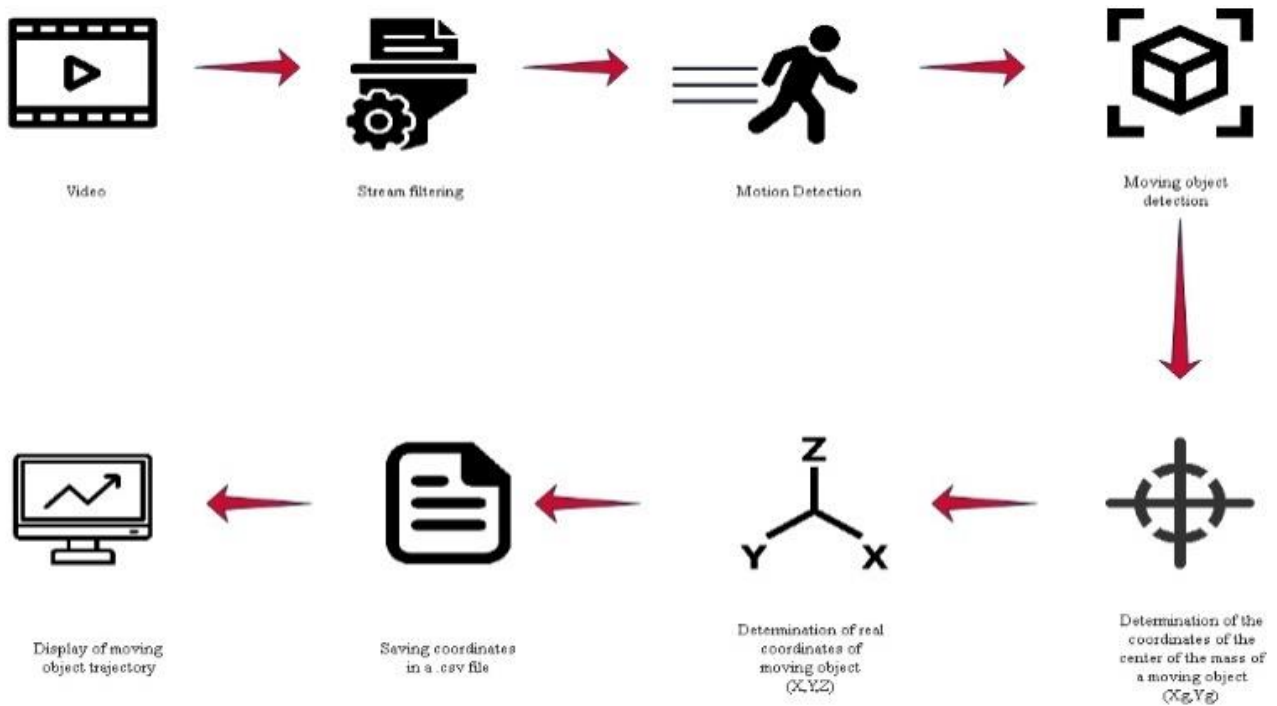 Video
Stream filtering
Motion Detection
Moving object
detection
Z
Y
X
Display of moving
object trajectory
Saving coordinates
in a .csv file
Determination of real
coordinates of
moving object
(X,Y,Z)
Determination of the
coordinates of the
center of the mass of
a moving object
(Xg,Yg)